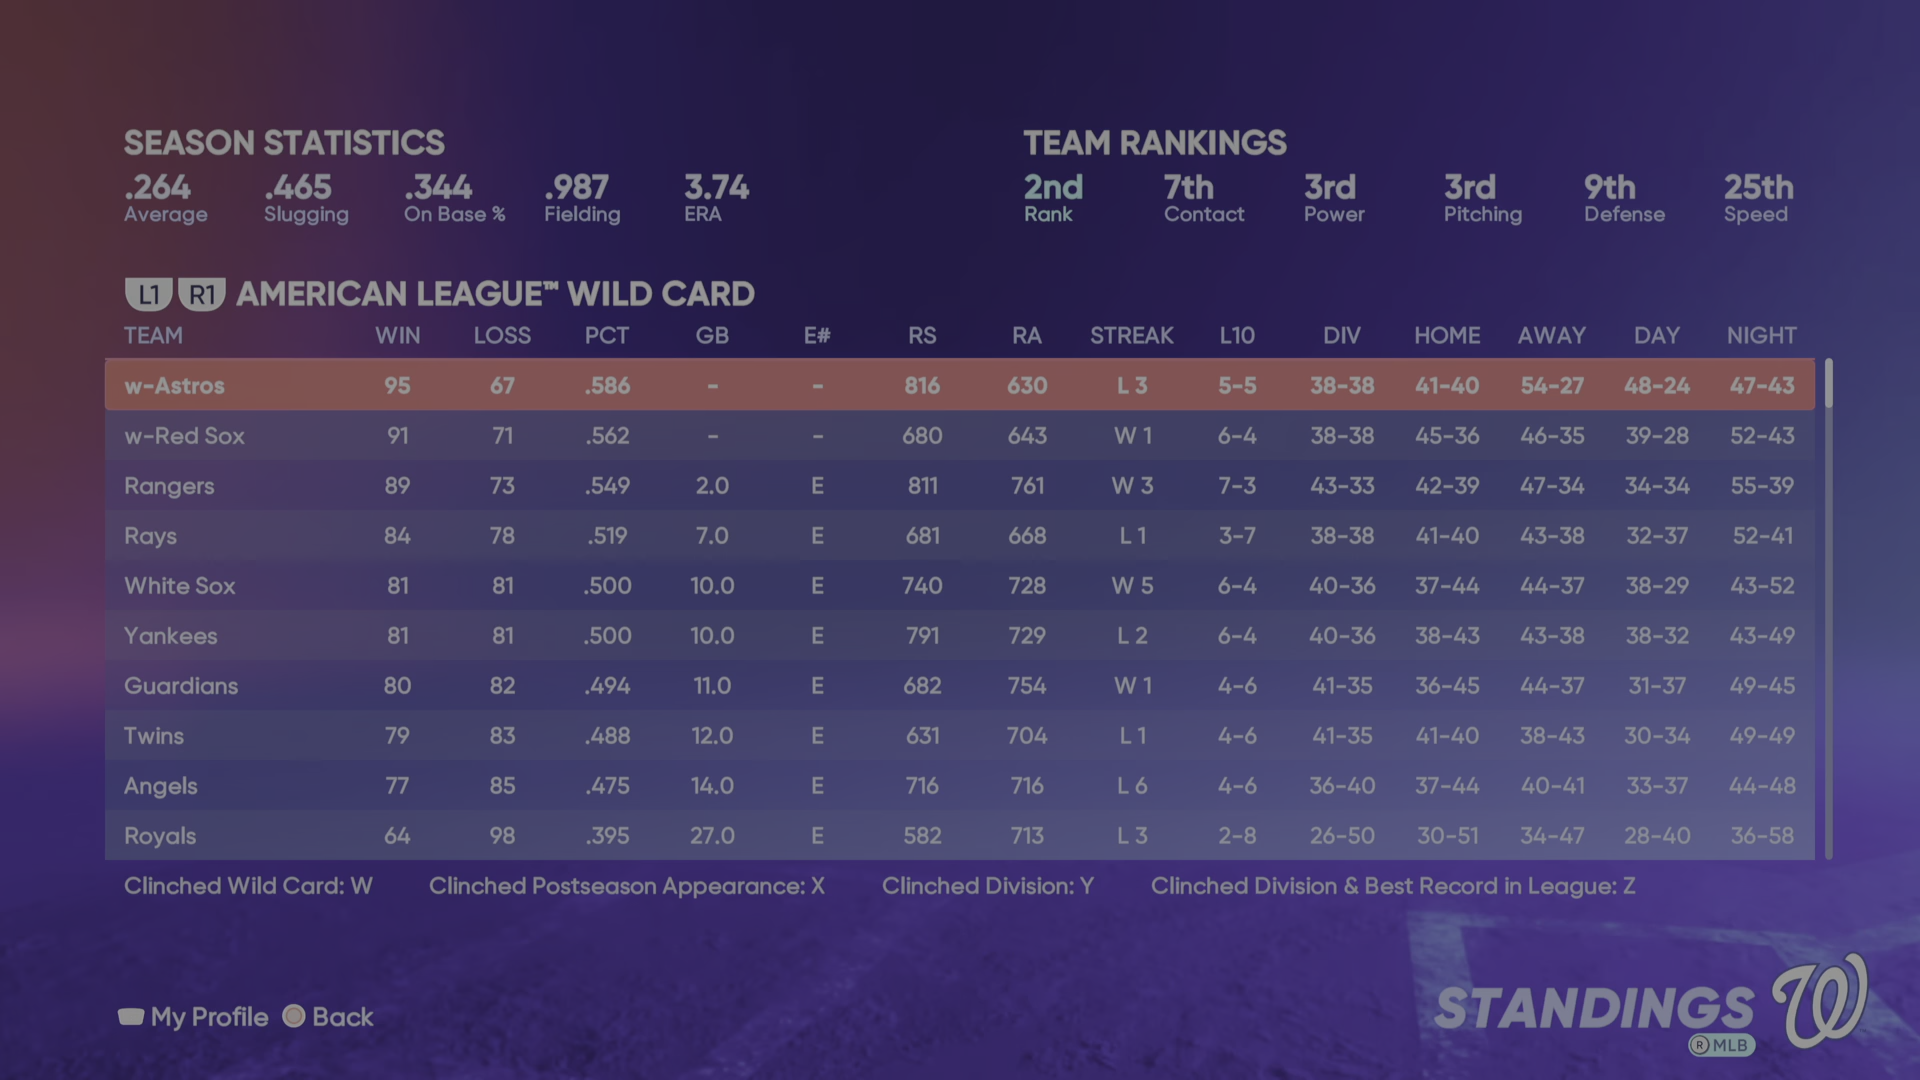 SEASON STATISTICS
.264 .465 .344 .987 3.74
Average Slugging On Base % Fielding ERA
TEAM RANKINGS
2nd 7th 3rd 3rd 9th 25th
Rank Contact Power Pitching Defense Speed
L1 R1 AMERICAN LEAGUE™ WILD CARD
TEAM WIN LOSS PCT GB E# RS RA STREAK L10 DIV HOME AWAY DAY NIGHT
w-Astros 95 67 .586 - - 816 630 L 3 5-5 38-38 41-40 54-27 48-24 47-43
w-Red Sox 91 71 .562 - - 680 643 W 1 6-4 38-38 45-36 46-35 39-28 52-43
Rangers 89 73 .549 2.0 E 811 761 W 3 7-3 43-33 42-39 47-34 34-34 55-39
Rays 84 78 .519 7.0 E 681 668 L 1 3-7 38-38 41-40 43-38 32-37 52-41
White Sox 81 81 .500 10.0 E 740 728 W 5 6-4 40-36 37-44 44-37 38-29 43-52
Yankees 81 81 .500 10.0 E 791 729 L 2 6-4 40-36 38-43 43-38 38-32 43-49
Guardians 80 82 .494 11.0 E 682 754 W 1 4-6 41-35 36-45 44-37 31-37 49-45
Twins 79 83 .488 12.0 E 631 704 L 1 4-6 41-35 41-40 38-43 30-34 49-49
Angels 77 85 .475 14.0 E 716 716 L 6 4-6 36-40 37-44 40-41 33-37 44-48
Royals 64 98 .395 27.0 E 582 713 L 3 2-8 26-50 30-51 34-47 28-40 36-58
Clinched Wild Card: W Clinched Postseason Appearance: X Clinched Division: Y Clinched Division & Best Record in League: Z
My Profile Back
STANDINGS W
R MLB